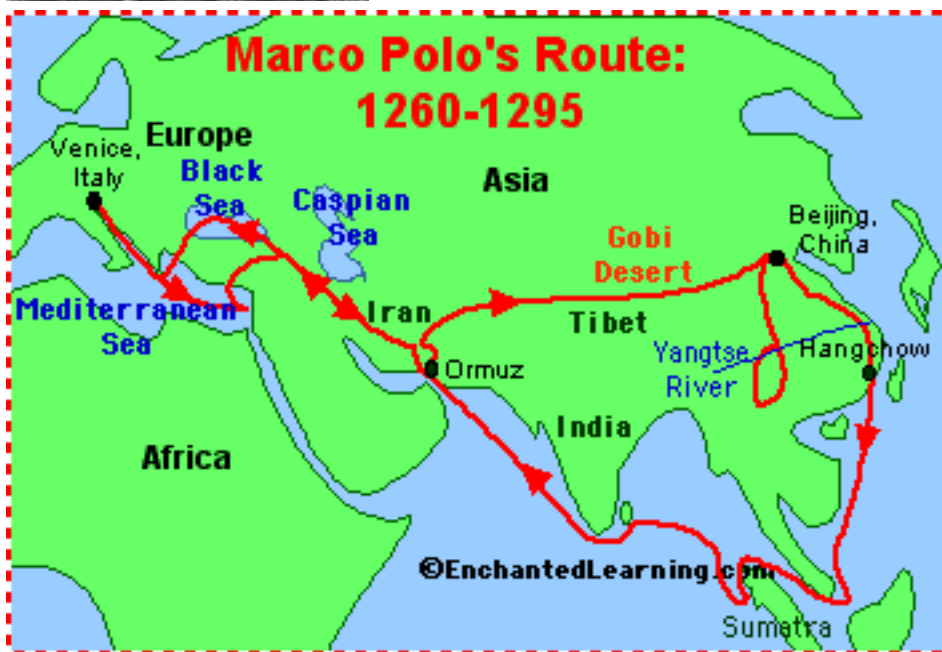 Marco Polo's Route:
1260-1295
Europe
Venice,
Italy
Black
Sea
Asia
Caspian
Sea
Beijing,
China
Gobi
Desert
Mediterranean
Sea
Iran
Tibet
Yangtse
River
Hangchow
Ormuz
India
Africa
©EnchantedLearning.com
Sumatra